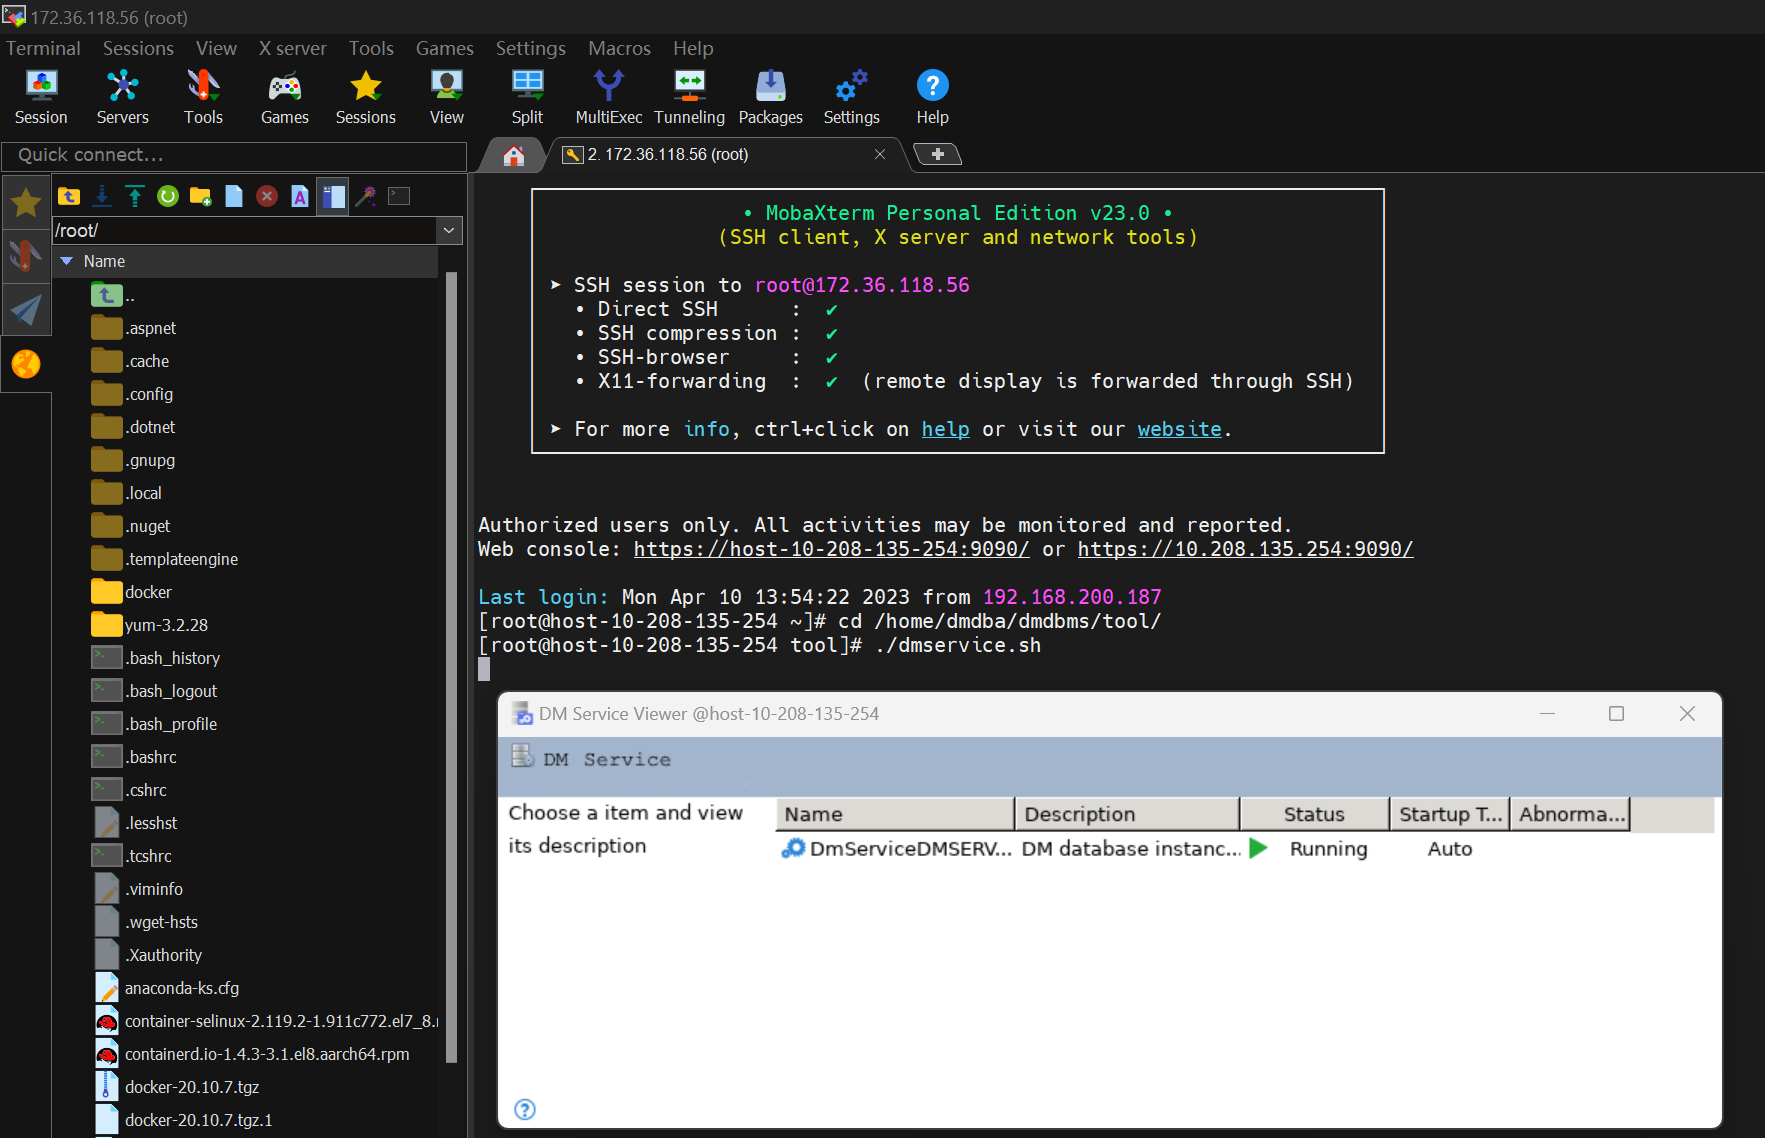 172.36.118.56 (root)
Terminal Sessions View X server Tools Games Settings Macros Help
Session Servers Tools Games Sessions View Split MultiExec Tunneling Packages Settings Help
Quick connect...
2. 172.36.118.56 (root)
/root/
Name
..
.aspnet
.cache
.config
.dotnet
.gnupg
.local
.nuget
.templateengine
docker
yum-3.2.28
.bash_history
.bash_logout
.bash_profile
.bashrc
.cshrc
.lesshst
.tcshrc
.viminfo
.wget-hsts
.Xauthority
anaconda-ks.cfg
container-selinux-2.119.2-1.911c772.el7_8.r
containerd.io-1.4.3-3.1.el8.aarch64.rpm
docker-20.10.7.tgz
docker-20.10.7.tgz.1
• MobaXterm Personal Edition v23.0 •
(SSH client, X server and network tools)
➤ SSH session to root@172.36.118.56
• Direct SSH : ✔
• SSH compression : ✔
• SSH-browser : ✔
• X11-forwarding : ✔ (remote display is forwarded through SSH)
➤ For more info, ctrl+click on help or visit our website.
Authorized users only. All activities may be monitored and reported.
Web console: https://host-10-208-135-254:9090/ or https://10.208.135.254:9090/
Last login: Mon Apr 10 13:54:22 2023 from 192.168.200.187
[root@host-10-208-135-254 ~]# cd /home/dmdba/dmdbms/tool/
[root@host-10-208-135-254 tool]# ./dmservice.sh
DM Service Viewer @host-10-208-135-254
DM Service
Choose a item and view
its description
Name Description Status Startup T... Abnorma...
DmServiceDMSERV... DM database instanc... Running Auto